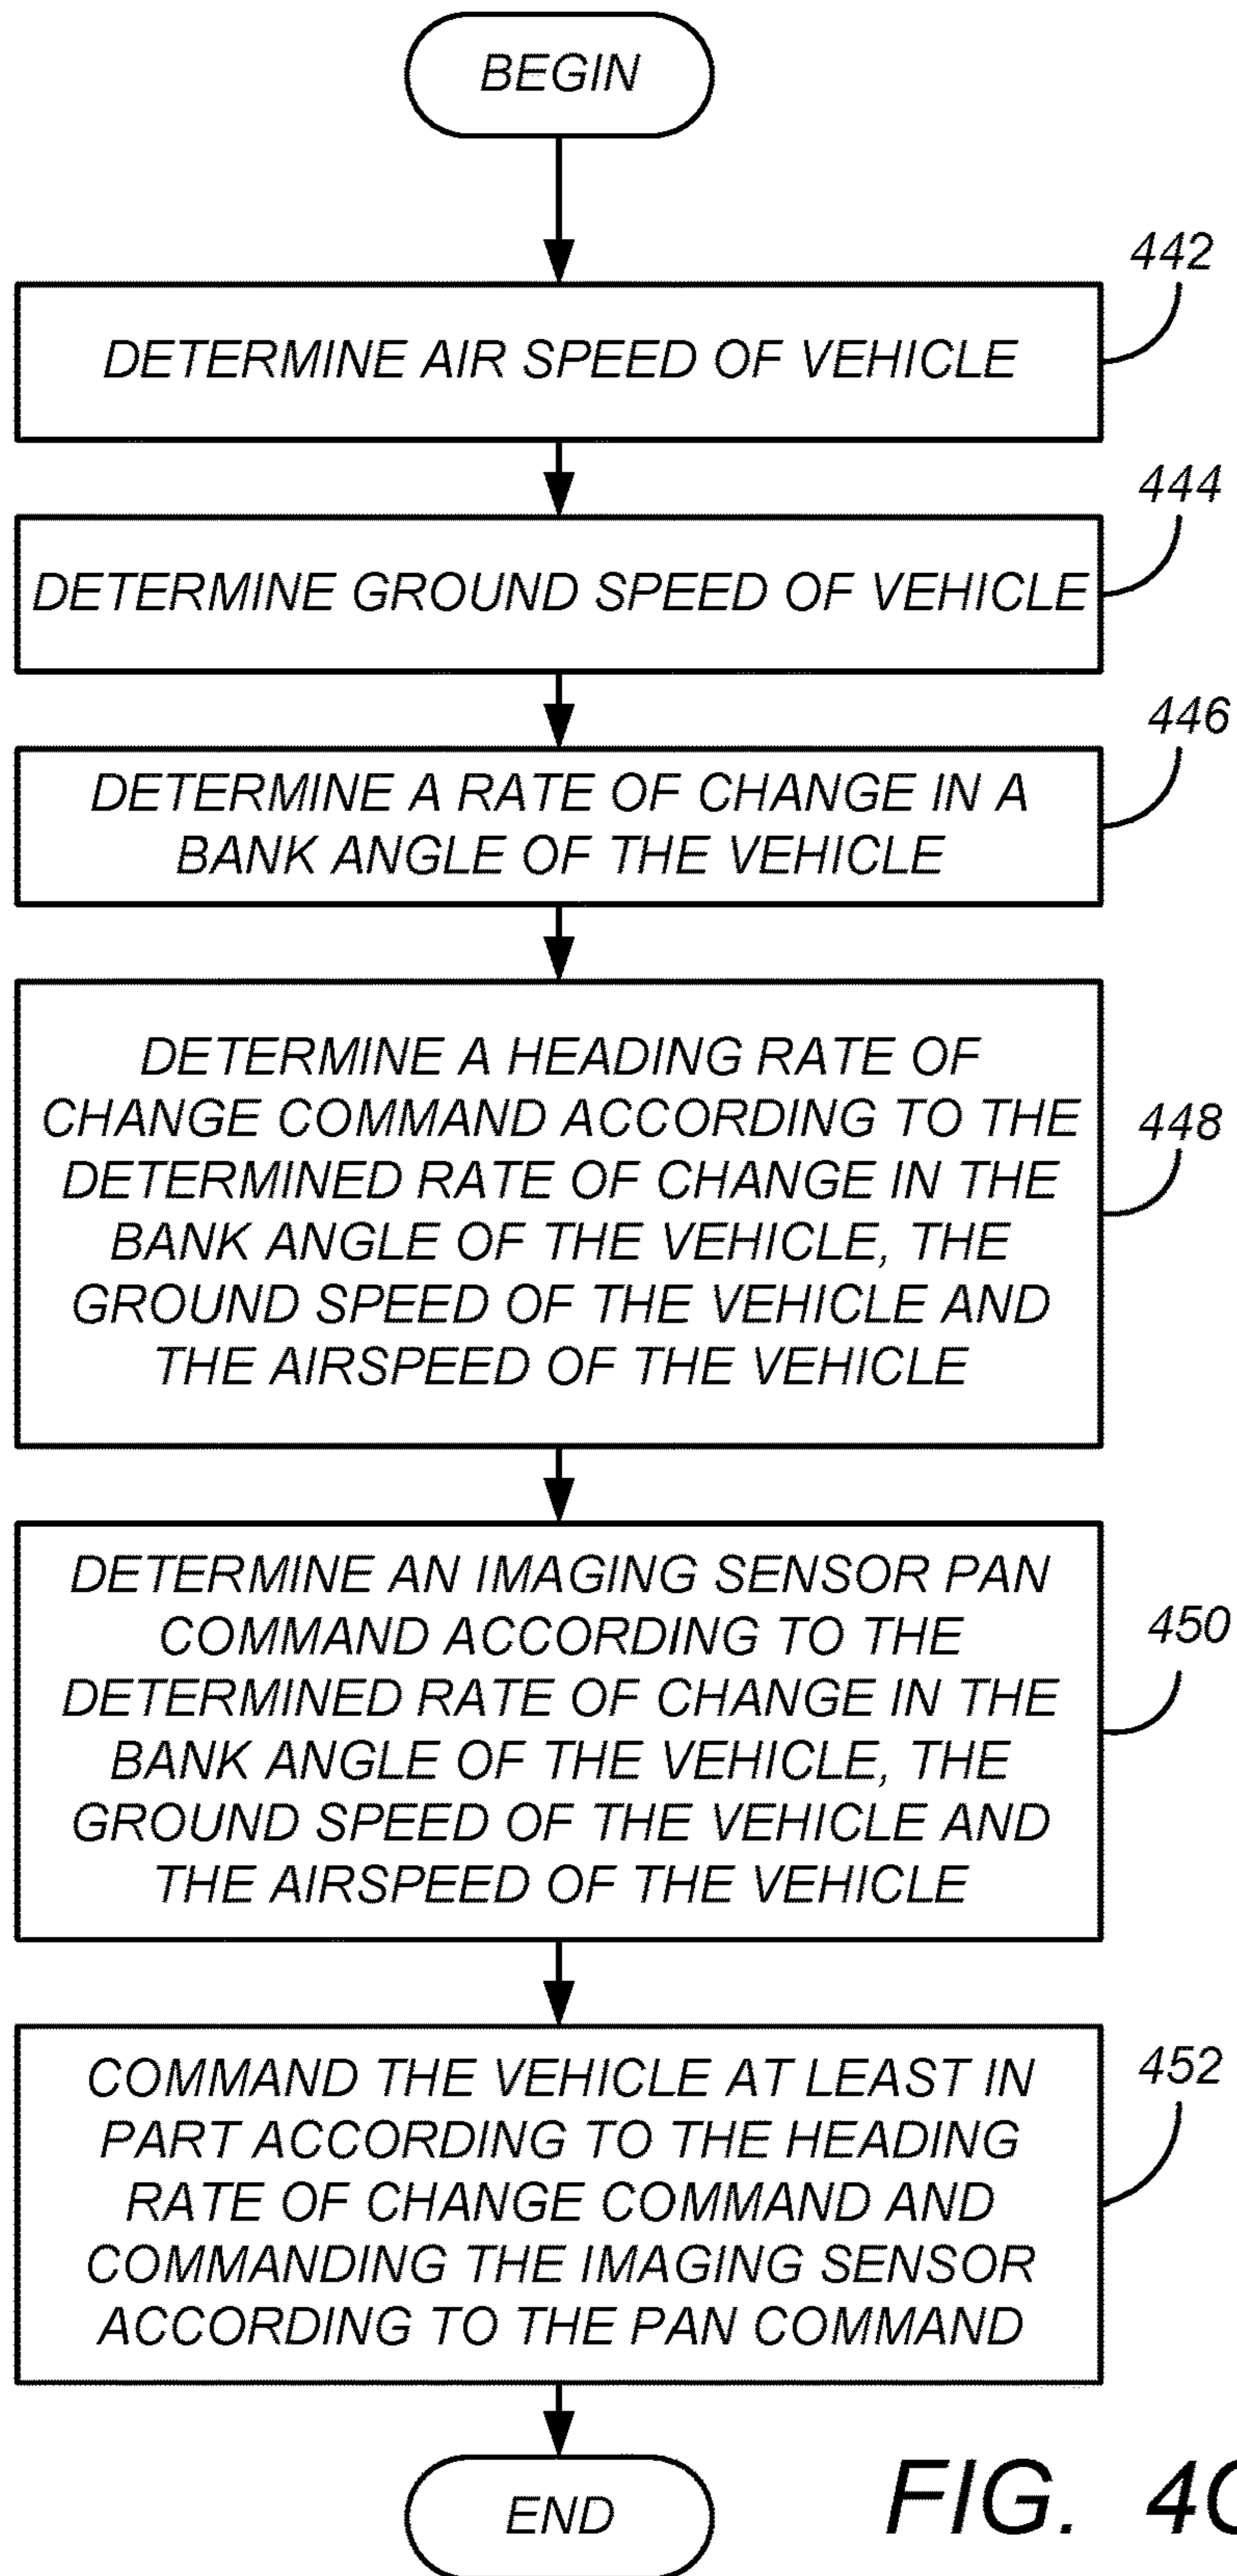 BEGIN
442
DETERMINE AIR SPEED OF VEHICLE
444
DETERMINE GROUND SPEED OF VEHICLE
446
DETERMINE A RATE OF CHANGE IN A
BANK ANGLE OF THE VEHICLE
DETERMINE A HEADING RATE OF
CHANGE COMMAND ACCORDING TO THE
DETERMINED RATE OF CHANGE IN THE
BANK ANGLE OF THE VEHICLE, THE
GROUND SPEED OF THE VEHICLE AND
THE AIRSPEED OF THE VEHICLE
448
DETERMINE AN IMAGING SENSOR PAN
COMMAND ACCORDING TO THE
DETERMINED RATE OF CHANGE IN THE
BANK ANGLE OF THE VEHICLE, THE
GROUND SPEED OF THE VEHICLE AND
THE AIRSPEED OF THE VEHICLE
450
COMMAND THE VEHICLE AT LEAST IN
PART ACCORDING TO THE HEADING
RATE OF CHANGE COMMAND AND
COMMANDING THE IMAGING SENSOR
ACCORDING TO THE PAN COMMAND
452
END
FIG.